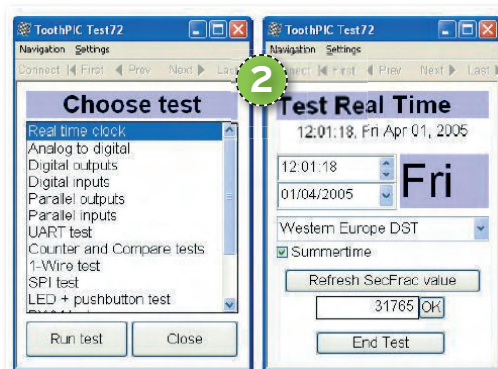 ToothPIC Test72
Navigation Settings
Connect First Prev Next Last
Choose test
Real time clock
Analog to digital
Digital outputs
Digital inputs
Parallel outputs
Parallel inputs
UART test
Counter and Compare tests
1-Wire test
SPI test
LED + pushbutton test
Run test Close
2
ToothPIC Test72
Navigation Settings
Connect First Prev Next Last
Test Real Time
12:01:18, Fri Apr 01, 2005
12:01:18
01/04/2005
Fri
Western Europe DST
Summertime
Refresh SecFrac value
31765 OK
End Test